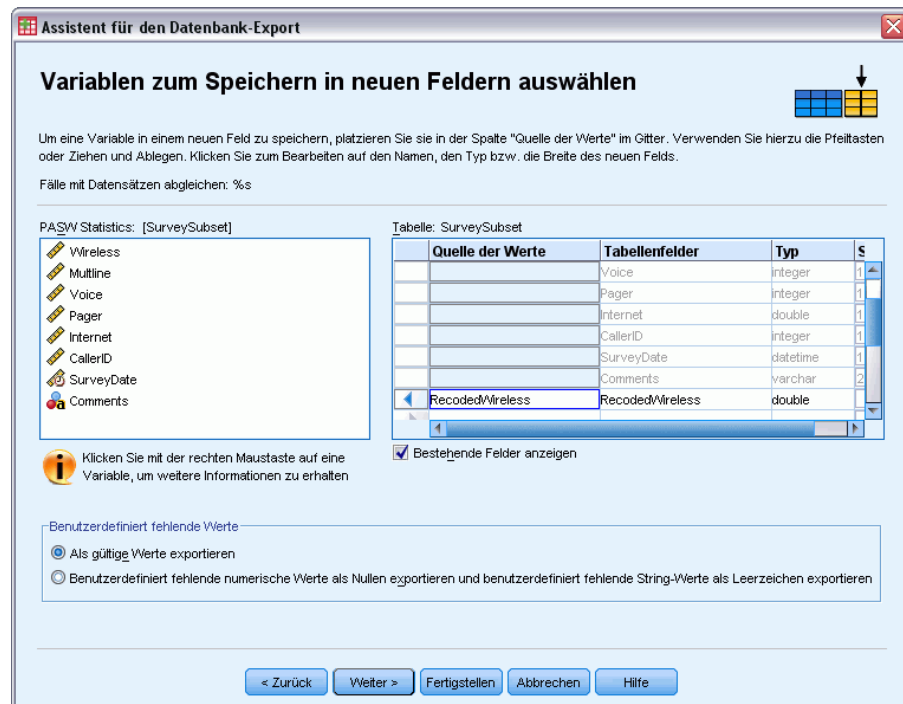 Assistent für den Datenbank-Export
Variablen zum Speichern in neuen Feldern auswählen
Um eine Variable in einem neuen Feld zu speichern, platzieren Sie sie in der Spalte "Quelle der Werte" im Gitter. Verwenden Sie hierzu die Pfeiltasten
oder Ziehen und Ablegen. Klicken Sie zum Bearbeiten auf den Namen, den Typ bzw. die Breite des neuen Felds.
Fälle mit Datensätzen abgleichen: %s
PASW Statistics: [SurveySubset]
Wireless
Multline
Voice
Pager
Internet
CallerID
SurveyDate
Comments
Klicken Sie mit der rechten Maustaste auf eine
Variable, um weitere Informationen zu erhalten
Tabelle: SurveySubset
Quelle der Werte Tabellenfelder Typ S
Voice integer 1
Pager integer 1
Internet double 1
CallerID integer 1
SurveyDate datetime 1
Comments varchar 2
RecodedWireless RecodedWireless double
Bestehende Felder anzeigen
Benutzerdefiniert fehlende Werte
Als gültige Werte exportieren
Benutzerdefiniert fehlende numerische Werte als Nullen exportieren und benutzerdefiniert fehlende String-Werte als Leerzeichen exportieren
< Zurück Weiter > Fertigstellen Abbrechen Hilfe